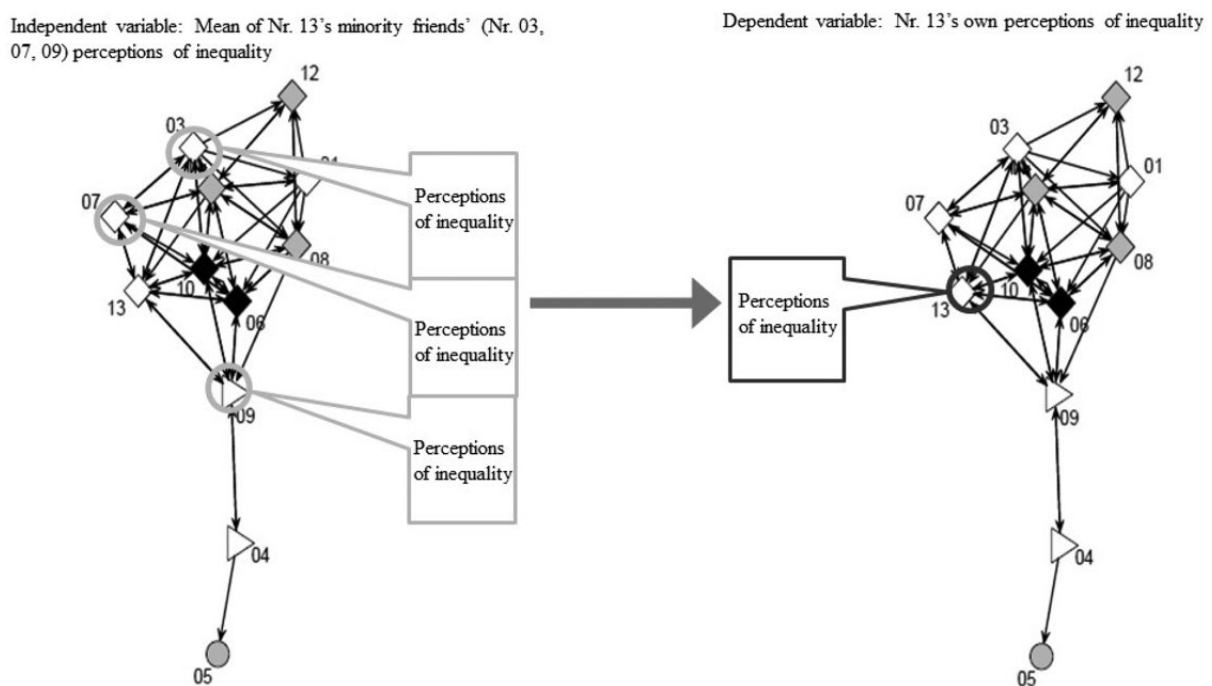 Independent variable: Mean of Nr. 13's minority friends' (Nr. 03,
07, 09) perceptions of inequality
12
03
07
Perceptions
of inequality
08
10
13
06
Perceptions
of inequality
09
Perceptions
of inequality
04
05
Dependent variable: Nr. 13's own perceptions of inequality
12
03
01
07
08
10
13
Perceptions
of inequality
06
09
04
05